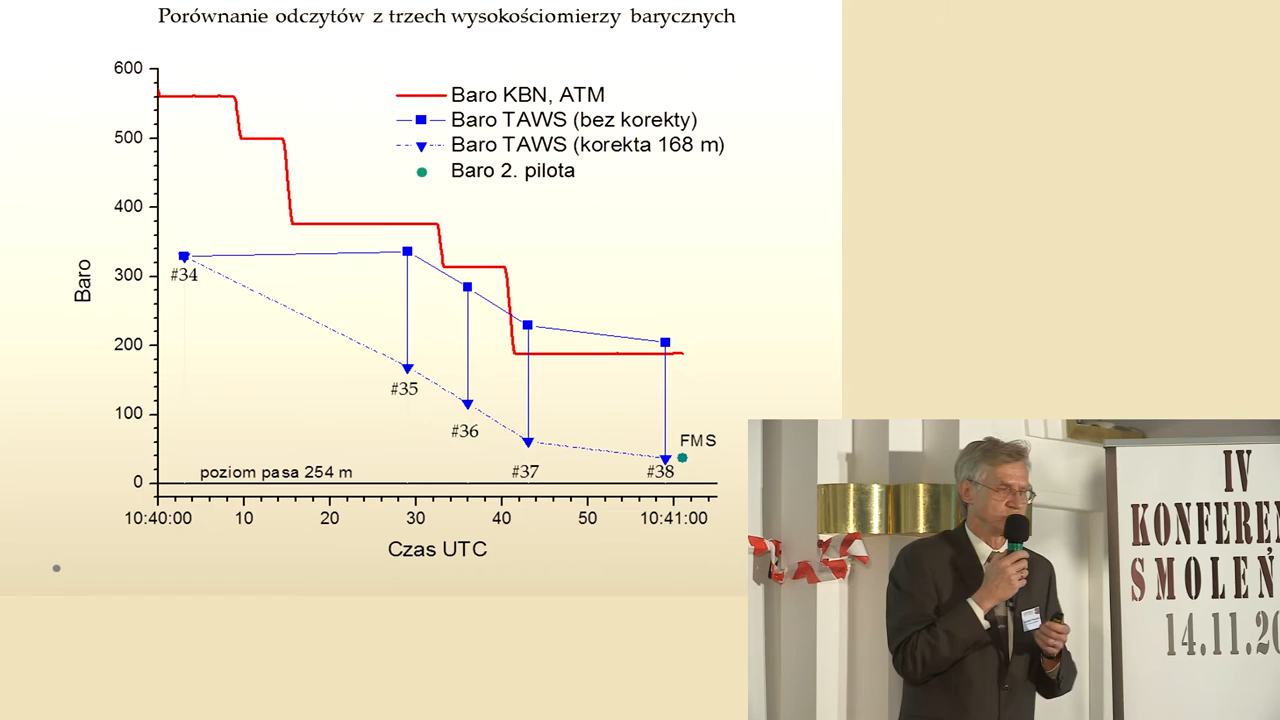 Porównanie odczytów z trzech wysokościomierzy barycznych
600
500
400
300
200
100
0
Baro
Baro KBN, ATM
Baro TAWS (bez korekty)
Baro TAWS (korekta 168 m)
Baro 2. pilota
#34
#35
#36
#37
#38
FMS
poziom pasa 254 m
10:40:00 10 20 30 40 50 10:41:00
Czas UTC
IV
KONFEREN
SMOLEŃ
14.11.20